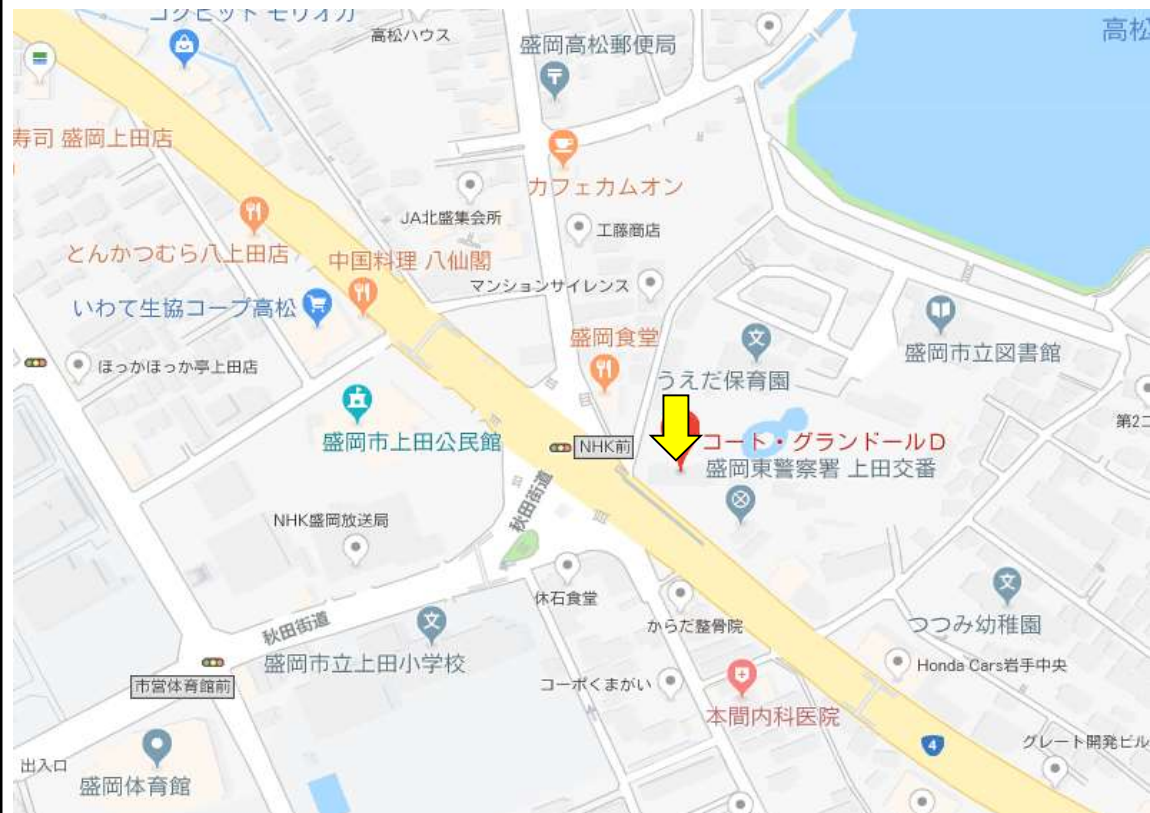 コクピット モリオカ
高松ハウス
盛岡高松郵便局
高松
寿司 盛岡上田店
カフェカムオン
JA北盛集会所
工藤商店
とんかつむら八上田店
中国料理 八仙閣
マンションサイレンス
いわて生協コープ高松
盛岡食堂
盛岡市立図書館
ほっかほっか亭上田店
うえだ保育園
第2コ
盛岡市上田公民館
NHK前
コート・グランドールD
盛岡東警察署 上田交番
秋田街道
NHK盛岡放送局
休石食堂
からだ整骨院
つつみ幼稚園
秋田街道
盛岡市立上田小学校
Honda Cars岩手中央
市営体育館前
コーポくまがい
本間内科医院
4
グレート開発ビル
出入口
盛岡体育館